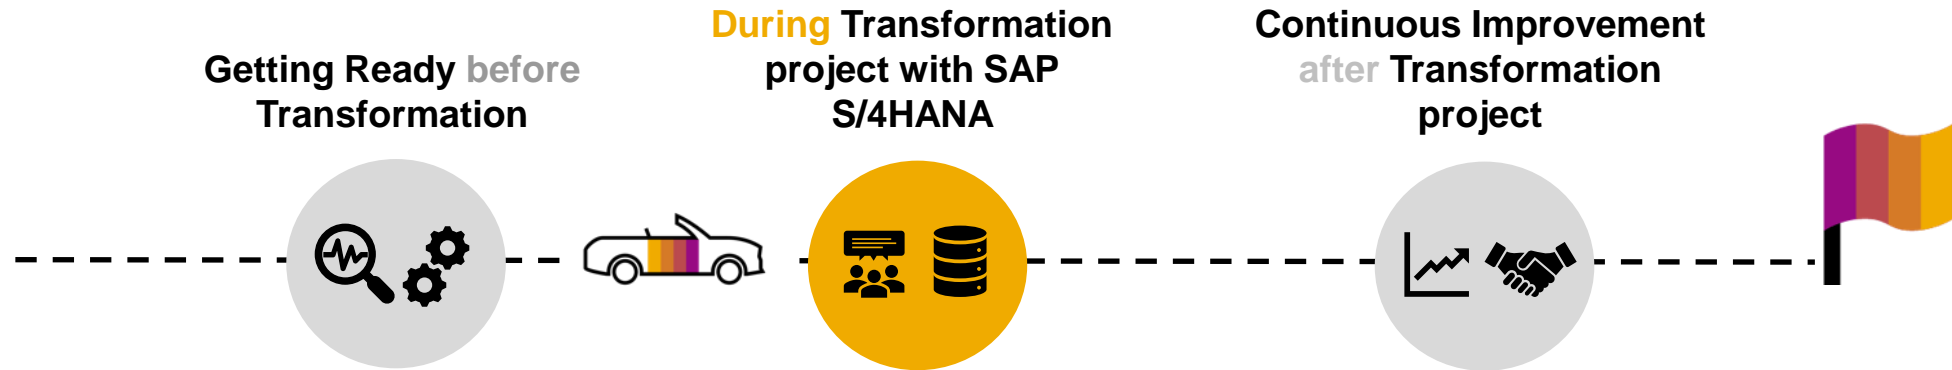 Getting Ready before
Transformation
During Transformation
project with SAP
S/4HANA
Continuous Improvement
after Transformation
project